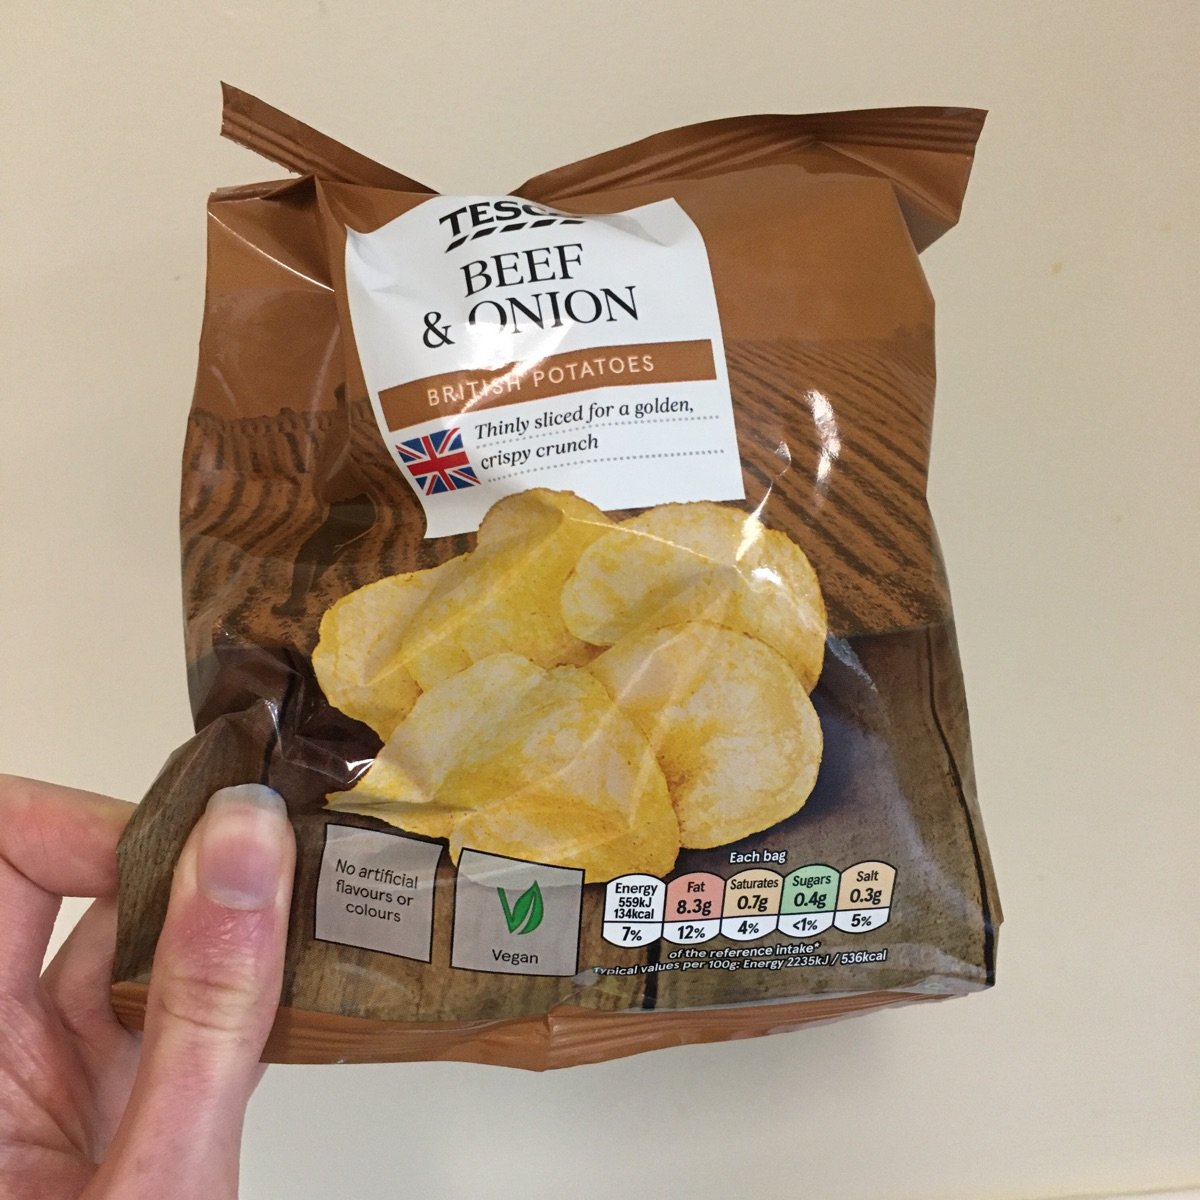 TESCO
BEEF
& ONION
BRITISH POTATOES
Thinly sliced for a golden,
crispy crunch
No artificial
flavours or
colours
Vegan
Each bag
Energy
559kJ
134kcal
7%
Fat
8.3g
12%
Saturates
0.7g
4%
Sugars
0.4g
<1%
Salt
0.3g
5%
of the reference intake*
Typical values per 100g: Energy 2235kJ / 536kcal